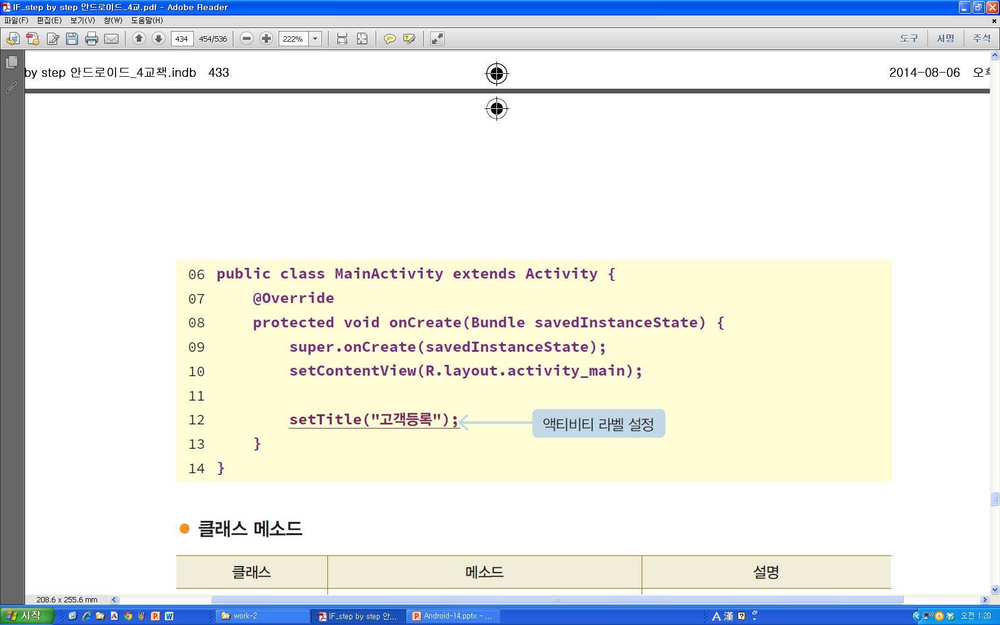 IF_step by step 안드로이드_4교.pdf - Adobe Reader
파일(F) 편집(E) 보기(V) 창(W) 도움말(H)
434 454/536 222% 도구 서명 주석
by step 안드로이드_4교책.indb 433 2014-08-06
06 public class MainActivity extends Activity {
07 @Override
08 protected void onCreate(Bundle savedInstanceState) {
09 super.onCreate(savedInstanceState);
10 setContentView(R.layout.activity_main);
11
12 setTitle("고객등록"); 액티비티 라벨 설정
13 }
14 }
클래스 메소드
클래스 메소드 설명
208.6 x 255.6 mm
시작 work-2 IF_step by step 안... Android-14.pptx - ... A 漢 오전 1:20